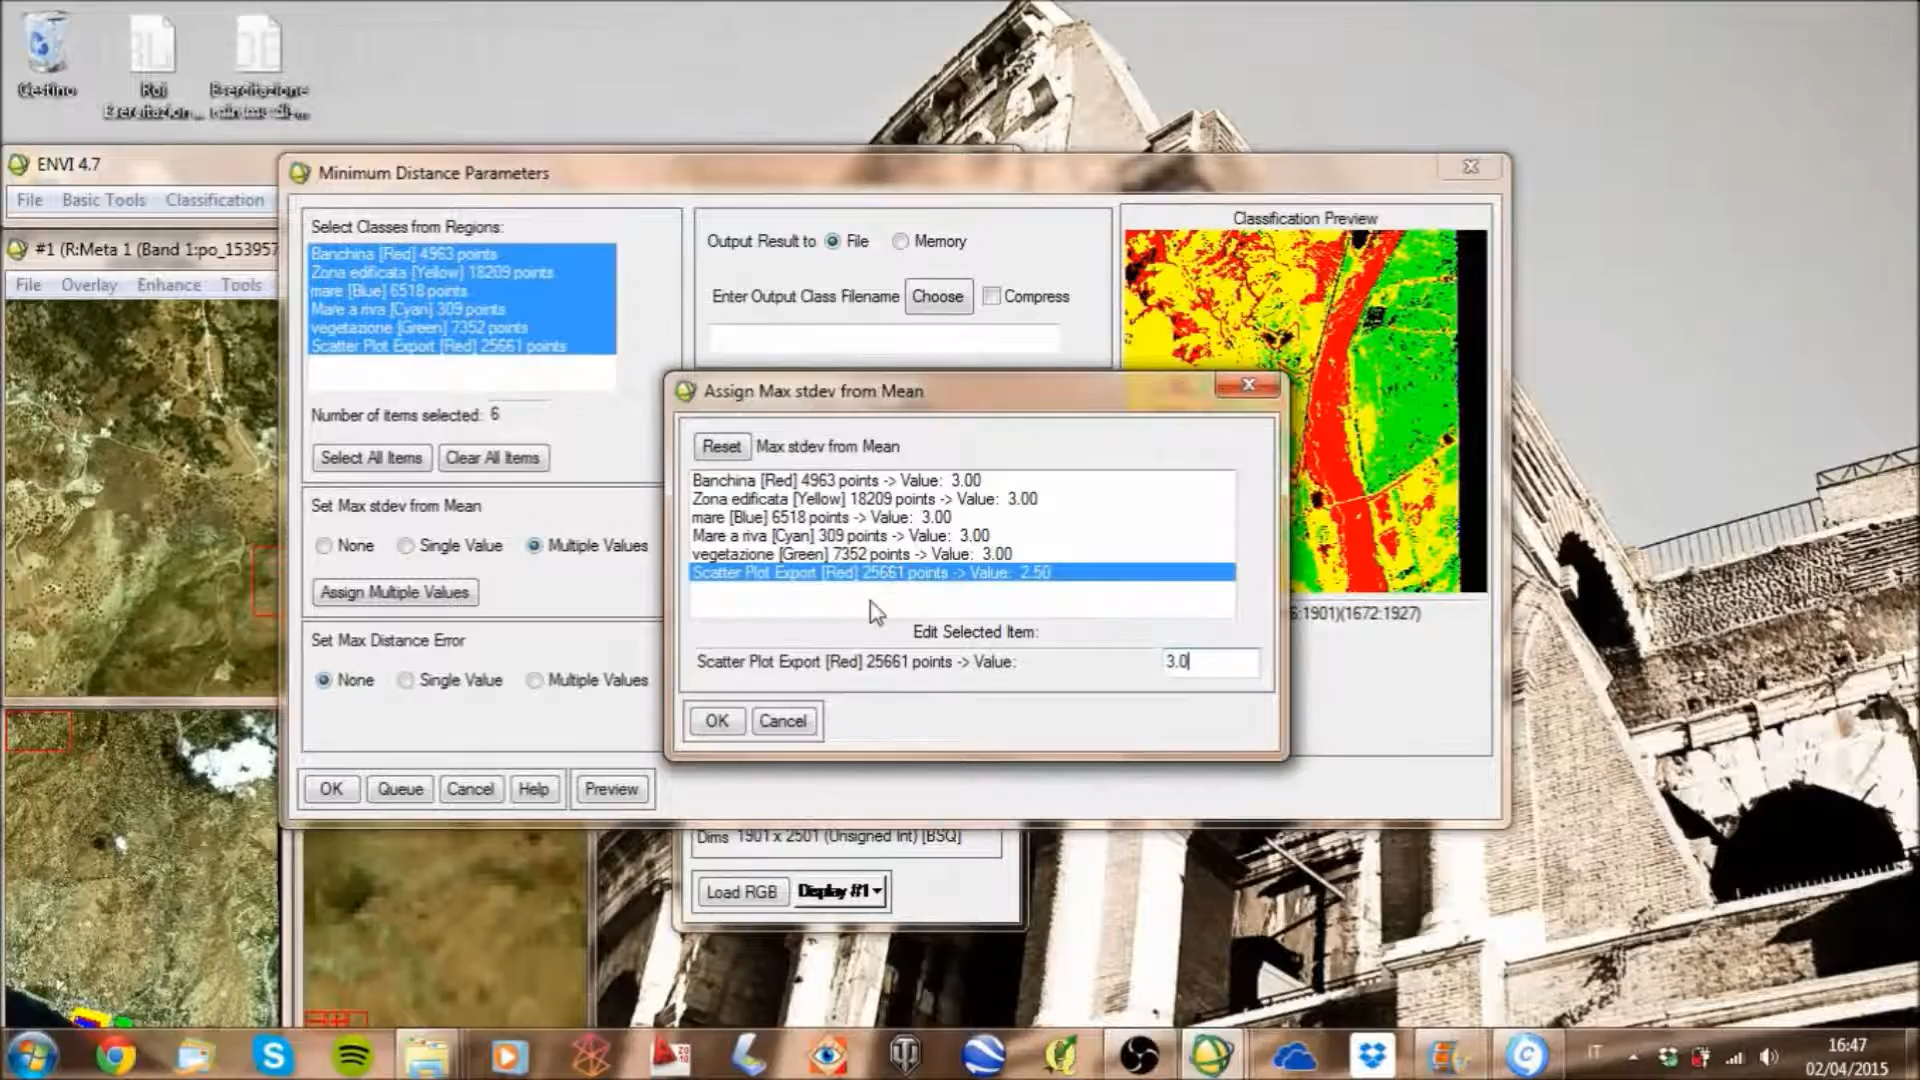 Cestino
Roi
Esercitazion...
Esercitazione
ENVI 4.7
File Basic Tools Classification
#1 (R:Meta 1 (Band 1:po_153957
File Overlay Enhance Tools
Minimum Distance Parameters
Select Classes from Regions:
Banchina [Red] 4963 points
Zona edificata [Yellow] 18209 points
mare [Blue] 6518 points
Mare a riva [Cyan] 309 points
vegetazione [Green] 7352 points
Scatter Plot Export [Red] 25661 points
Number of items selected: 6
Select All Items Clear All Items
Set Max stdev from Mean
None Single Value Multiple Values
Assign Multiple Values
Set Max Distance Error
None Single Value Multiple Values
OK Queue Cancel Help Preview
Output Result to File Memory
Enter Output Class Filename Choose Compress
Classification Preview
6:1901)(1672:1927)
Assign Max stdev from Mean
Reset Max stdev from Mean
Banchina [Red] 4963 points -> Value: 3.00
Zona edificata [Yellow] 18209 points -> Value: 3.00
mare [Blue] 6518 points -> Value: 3.00
Mare a riva [Cyan] 309 points -> Value: 3.00
vegetazione [Green] 7352 points -> Value: 3.00
Scatter Plot Export [Red] 25661 points -> Value: 2.50
Edit Selected Item:
Scatter Plot Export [Red] 25661 points -> Value: 3.0
OK Cancel
Dims 1901 x 2501 (Unsigned Int) [BSQ]
Load RGB Display #1
IT
16:47
02/04/2015